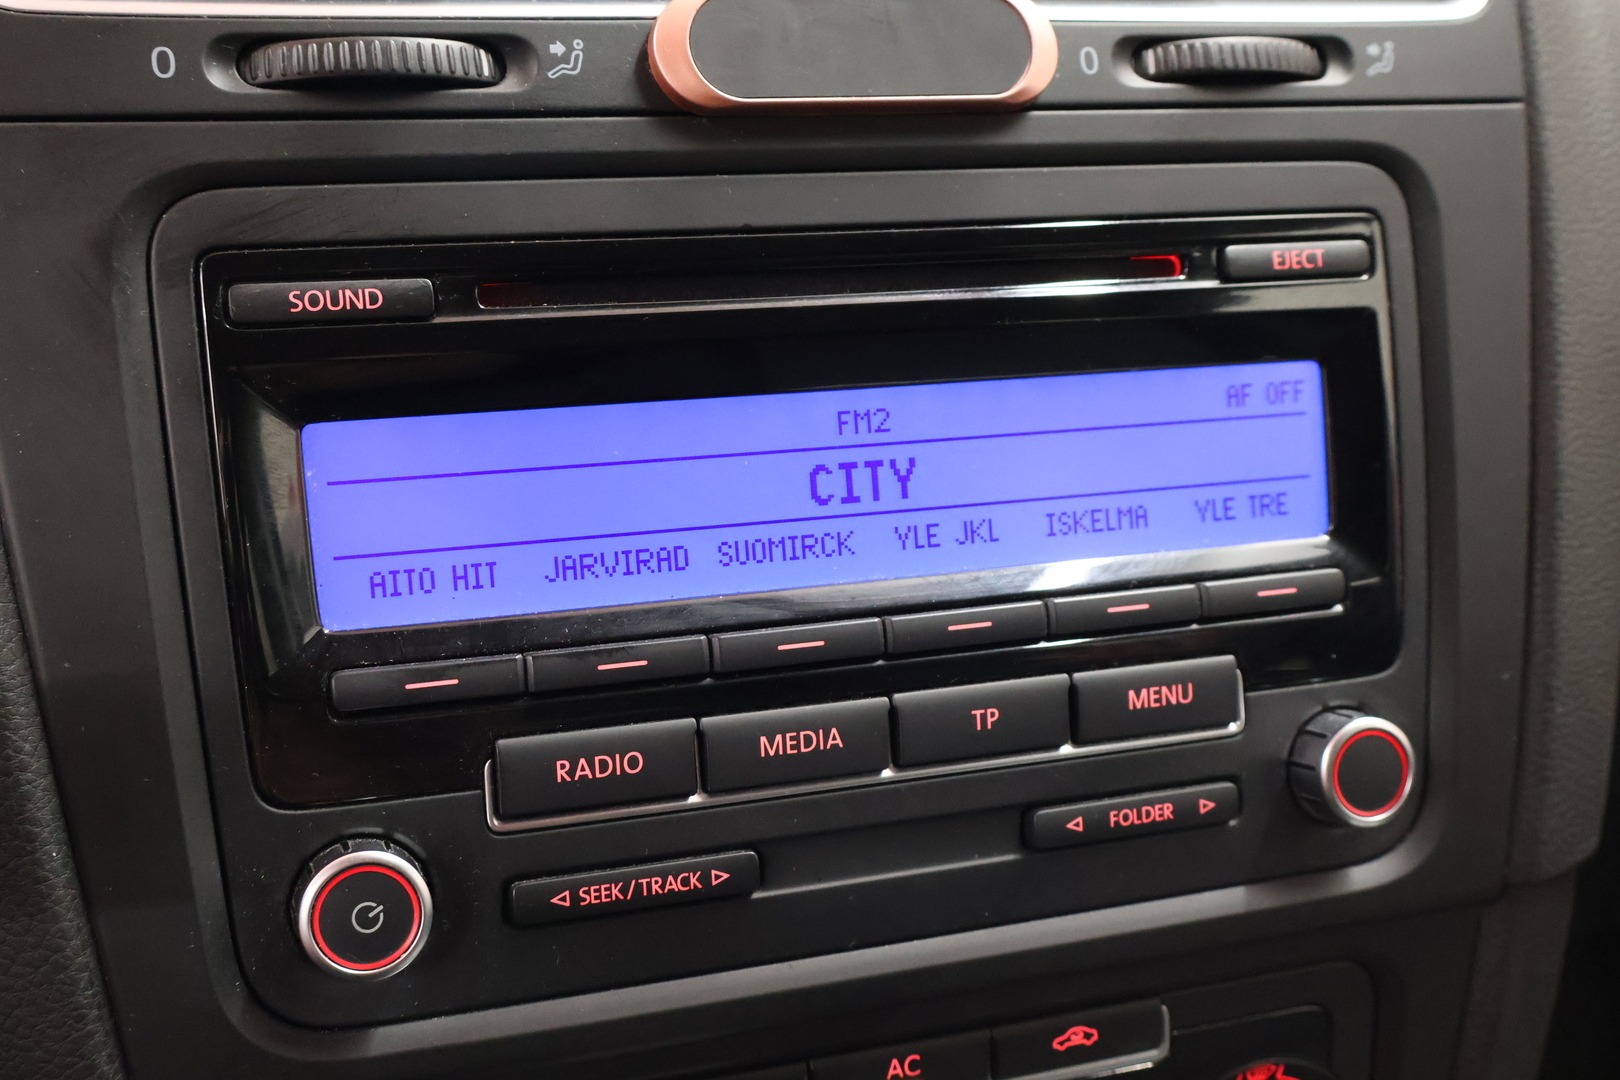 0
0
SOUND
EJECT
FM2
AF OFF
CITY
AITO HIT JARVIRAD SUOMIRCK YLE JKL ISKELMA YLE TRE
RADIO MEDIA TP MENU
SEEK/TRACK
FOLDER
AC